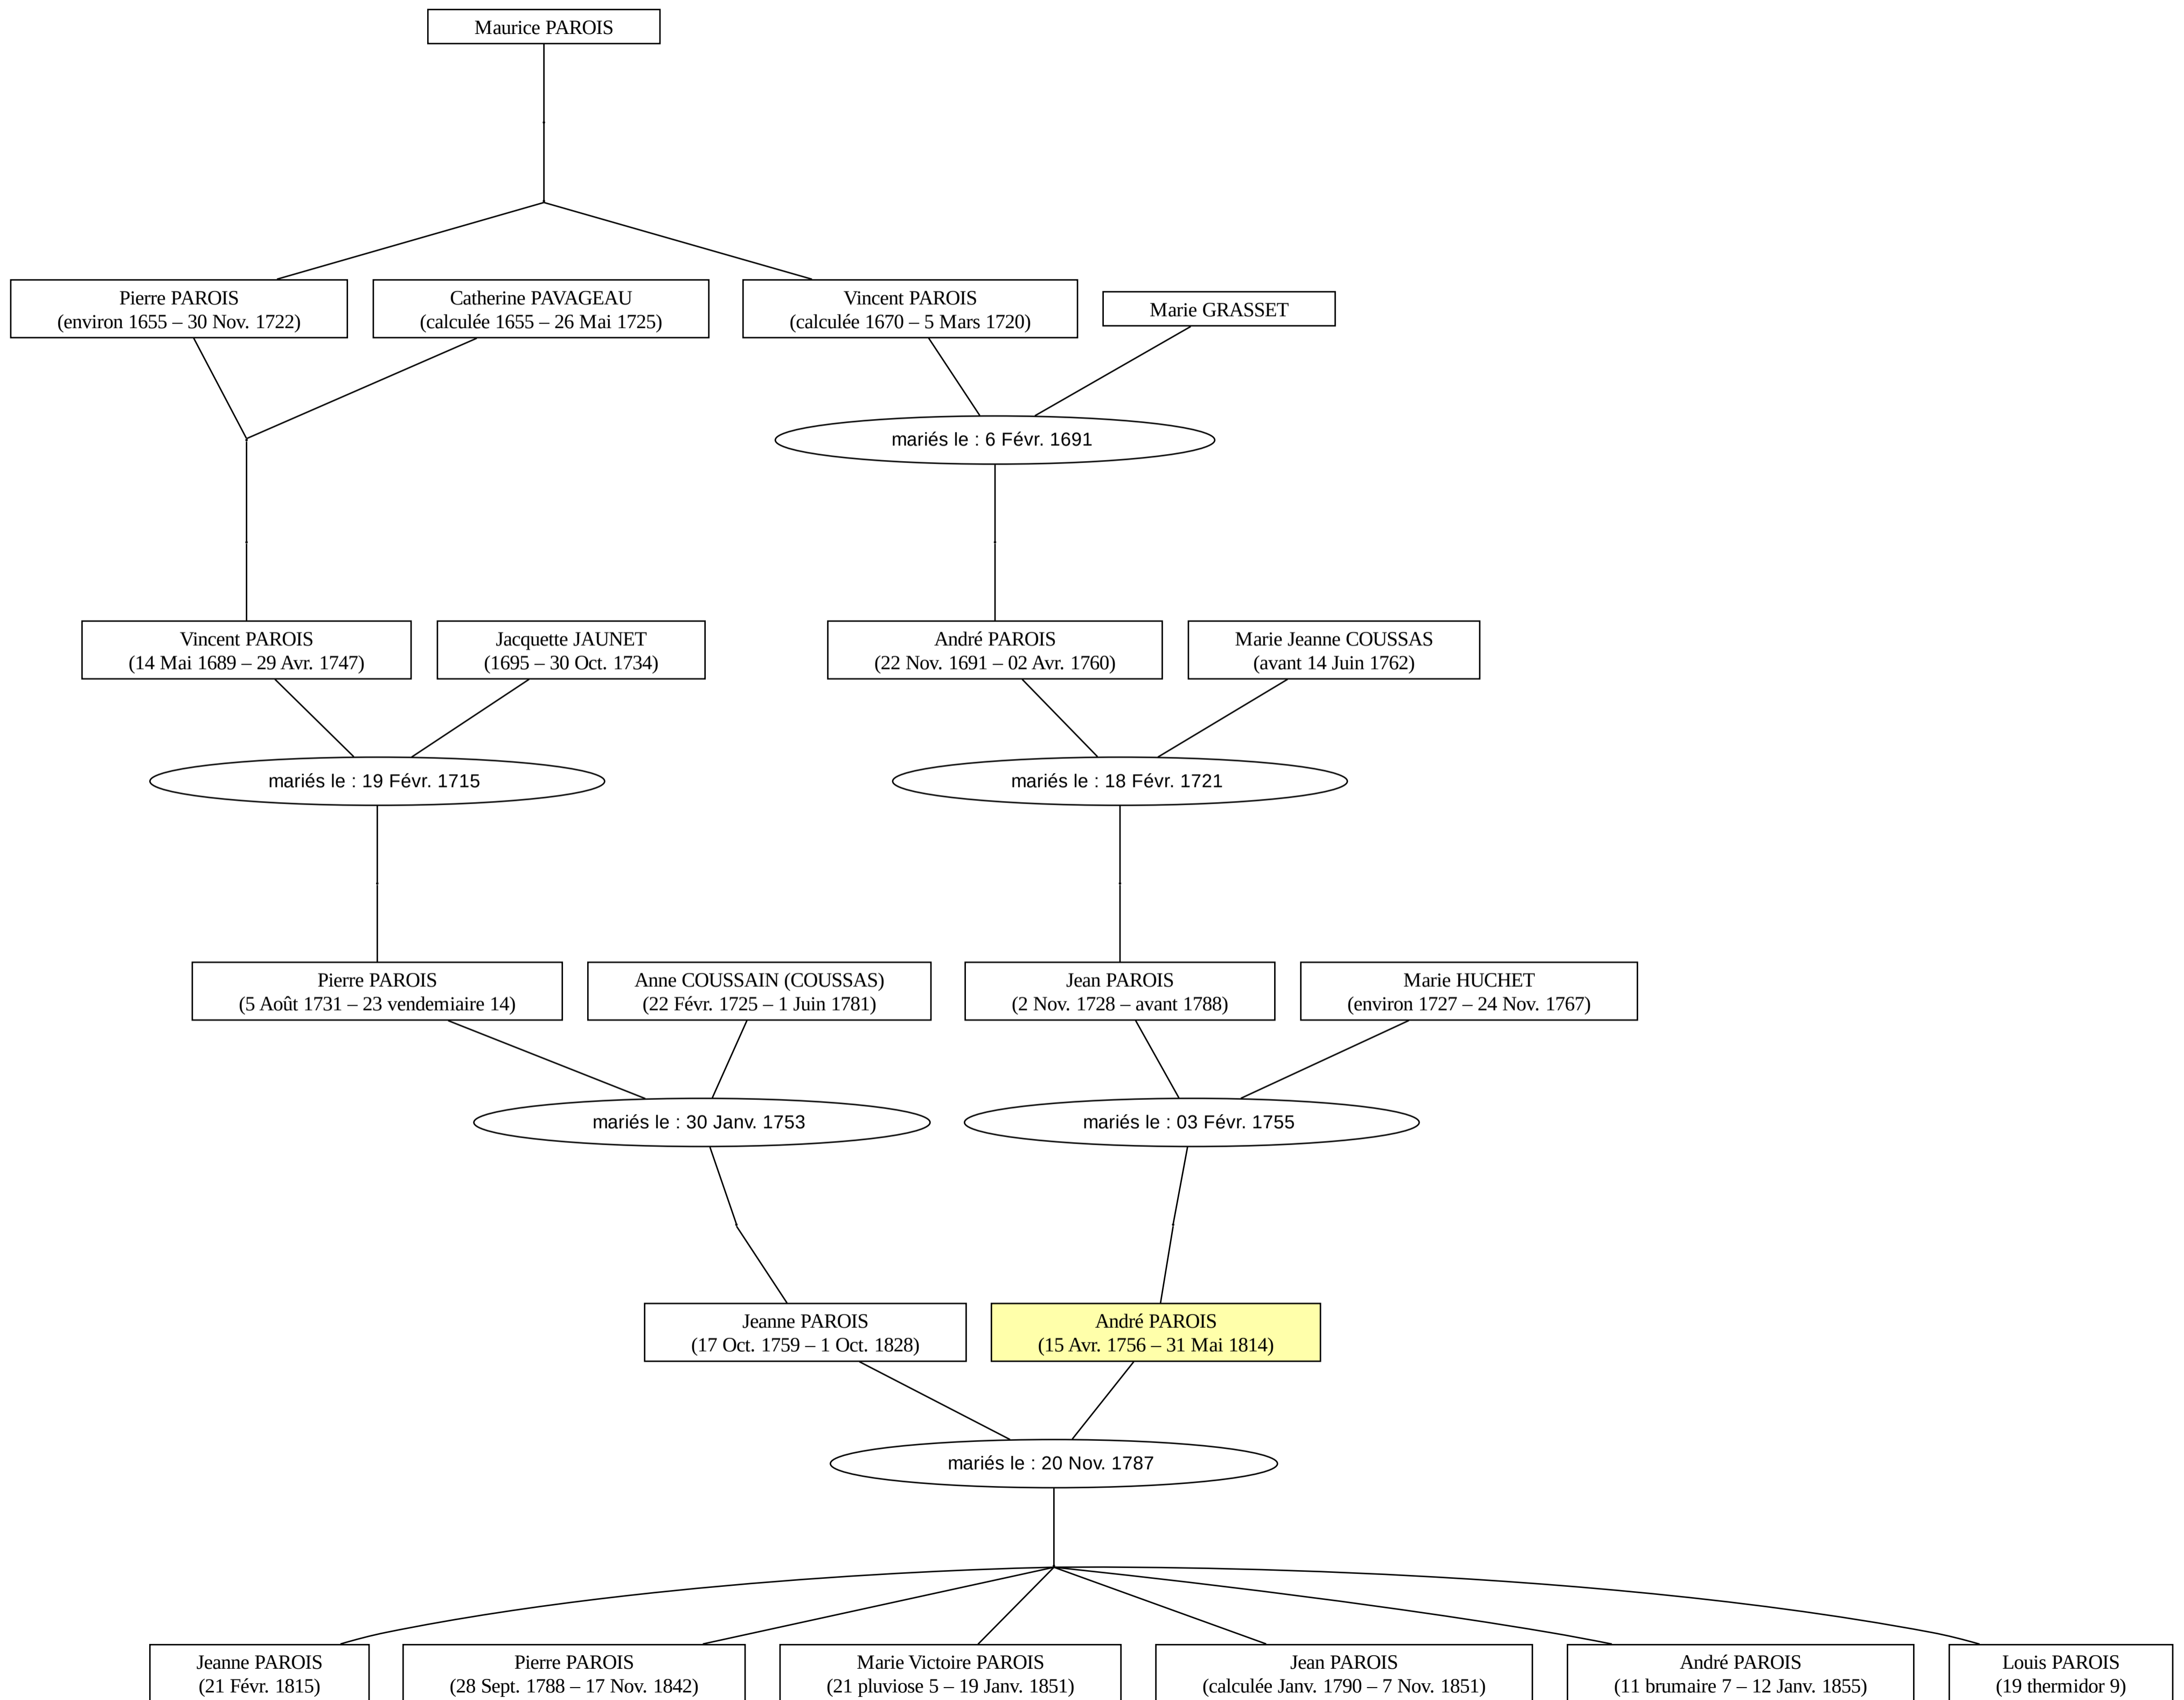 Maurice PAROIS
Pierre PAROIS
(environ 1655 – 30 Nov. 1722)
Catherine PAVAGEAU
(calculée 1655 – 26 Mai 1725)
Vincent PAROIS
(calculée 1670 – 5 Mars 1720)
Marie GRASSET
mariés le : 6 Févr. 1691
Vincent PAROIS
(14 Mai 1689 – 29 Avr. 1747)
Jacquette JAUNET
(1695 – 30 Oct. 1734)
André PAROIS
(22 Nov. 1691 – 02 Avr. 1760)
Marie Jeanne COUSSAS
(avant 14 Juin 1762)
mariés le : 19 Févr. 1715
mariés le : 18 Févr. 1721
Pierre PAROIS
(5 Août 1731 – 23 vendemiaire 14)
Anne COUSSAIN (COUSSAS)
(22 Févr. 1725 – 1 Juin 1781)
Jean PAROIS
(2 Nov. 1728 – avant 1788)
Marie HUCHET
(environ 1727 – 24 Nov. 1767)
mariés le : 30 Janv. 1753
mariés le : 03 Févr. 1755
Jeanne PAROIS
(17 Oct. 1759 – 1 Oct. 1828)
André PAROIS
(15 Avr. 1756 – 31 Mai 1814)
mariés le : 20 Nov. 1787
Jeanne PAROIS
(21 Févr. 1815)
Pierre PAROIS
(28 Sept. 1788 – 17 Nov. 1842)
Marie Victoire PAROIS
(21 pluviose 5 – 19 Janv. 1851)
Jean PAROIS
(calculée Janv. 1790 – 7 Nov. 1851)
André PAROIS
(11 brumaire 7 – 12 Janv. 1855)
Louis PAROIS
(19 thermidor 9)